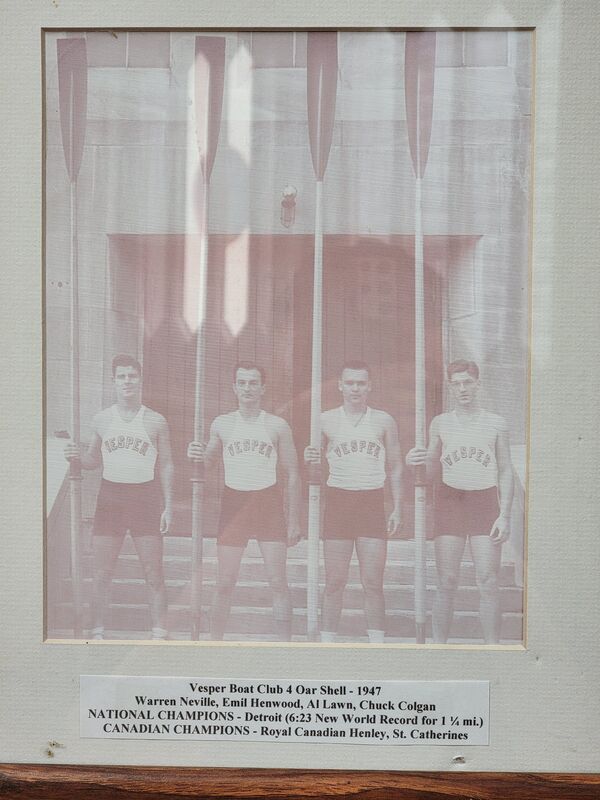 VESPER
VESPER
VESPER
VESPER
Vesper Boat Club 4 Oar Shell - 1947
Warren Neville, Emil Henwood, Al Lawn, Chuck Colgan
NATIONAL CHAMPIONS - Detroit (6:23 New World Record for 1 ¼ mi.)
CANADIAN CHAMPIONS - Royal Canadian Henley, St. Catherines